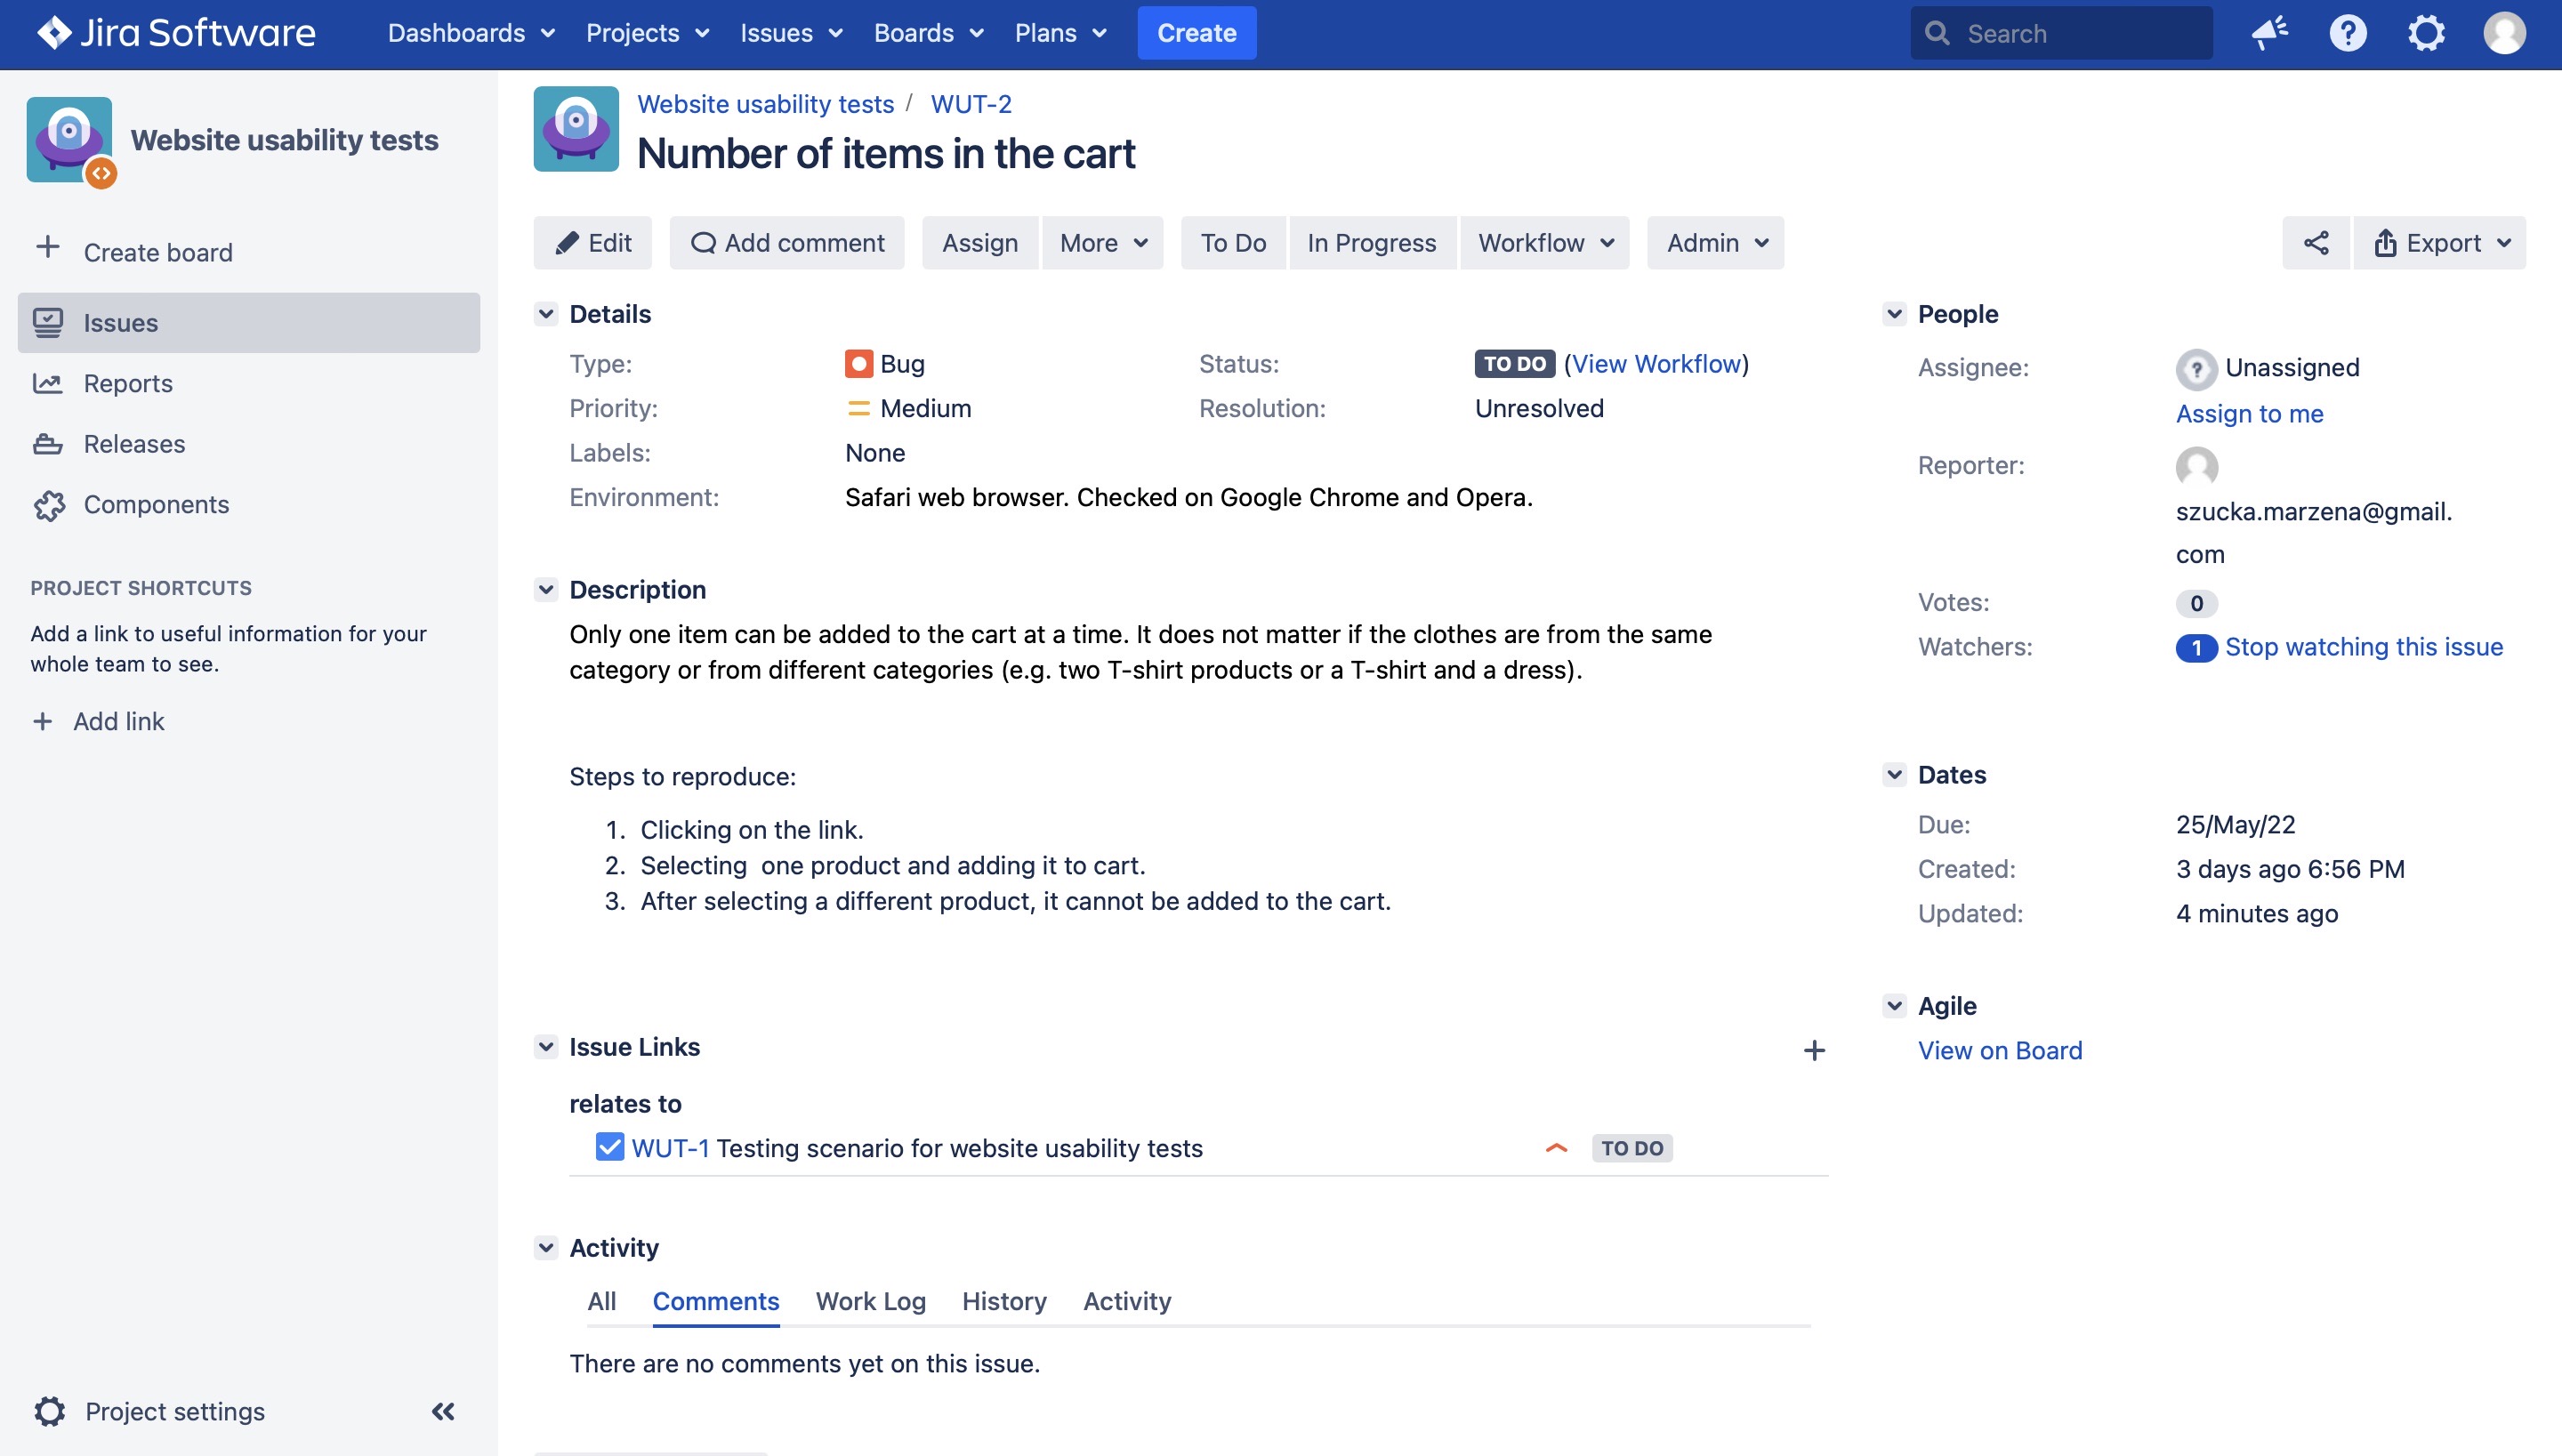 Jira Software Dashboards Projects Issues Boards Plans Create Search
Website usability tests
Create board
Issues
Reports
Releases
Components
PROJECT SHORTCUTS
Add a link to useful information for your
whole team to see.
+ Add link
Project settings
Website usability tests / WUT-2
Number of items in the cart
Edit Add comment Assign More To Do In Progress Workflow Admin Export
Details
Type: Bug Status: TO DO (View Workflow)
Priority: Medium Resolution: Unresolved
Labels: None
Environment: Safari web browser. Checked on Google Chrome and Opera.
Description
Only one item can be added to the cart at a time. It does not matter if the clothes are from the same
category or from different categories (e.g. two T-shirt products or a T-shirt and a dress).
Steps to reproduce:
1. Clicking on the link.
2. Selecting  one product and adding it to cart.
3. After selecting a different product, it cannot be added to the cart.
Issue Links
relates to
WUT-1 Testing scenario for website usability tests TO DO
Activity
All Comments Work Log History Activity
There are no comments yet on this issue.
People
Assignee: Unassigned
Assign to me
Reporter:
szucka.marzena@gmail.
com
Votes: 0
Watchers: 1 Stop watching this issue
Dates
Due: 25/May/22
Created: 3 days ago 6:56 PM
Updated: 4 minutes ago
Agile
View on Board